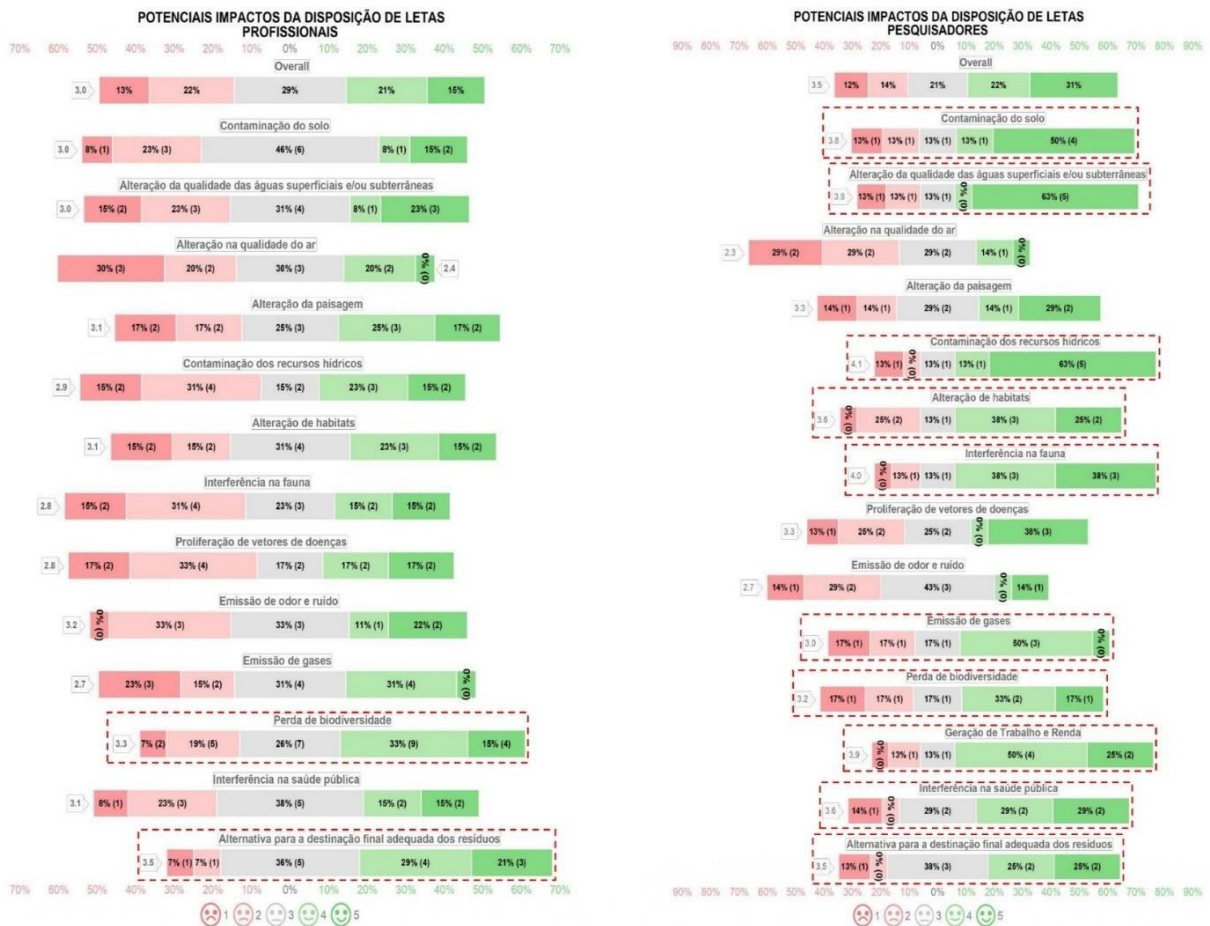 POTENCIAIS IMPACTOS DA DISPOSIÇÃO DE LETAS
PROFISSIONAIS
70% 60% 50% 40% 30% 20% 10% 0% 10% 20% 30% 40% 50% 60% 70%
Overall
3.0 13% 22% 29% 21% 15%
Contaminação do solo
3.0 8% (1) 23% (3) 46% (6) 8% (1) 15% (2)
Alteração da qualidade das águas superficiais e/ou subterrâneas
3.0 15% (2) 23% (3) 31% (4) 8% (1) 23% (3)
Alteração na qualidade do ar
30% (3) 20% (2) 30% (3) 20% (2) 0% (0) 2.4
Alteração da paisagem
3.1 17% (2) 17% (2) 25% (3) 25% (3) 17% (2)
Contaminação dos recursos hídricos
2.9 15% (2) 31% (4) 15% (2) 23% (3) 15% (2)
Alteração de habitats
3.1 15% (2) 15% (2) 31% (4) 23% (3) 15% (2)
Interferência na fauna
2.8 15% (2) 31% (4) 23% (3) 15% (2) 15% (2)
Proliferação de vetores de doenças
2.8 17% (2) 33% (4) 17% (2) 17% (2) 17% (2)
Emissão de odor e ruído
3.2 0% (0) 33% (3) 33% (3) 11% (1) 22% (2)
Emissão de gases
2.7 23% (3) 15% (2) 31% (4) 31% (4) 0% (0)
Perda de biodiversidade
3.3 7% (2) 19% (5) 26% (7) 33% (9) 15% (4)
Interferência na saúde pública
3.1 8% (1) 23% (3) 38% (5) 15% (2) 15% (2)
Alternativa para a destinação final adequada dos resíduos
3.5 7% (1) 7% (1) 36% (5) 29% (4) 21% (3)
70% 60% 50% 40% 30% 20% 10% 0% 10% 20% 30% 40% 50% 60% 70%
1 2 3 4 5
POTENCIAIS IMPACTOS DA DISPOSIÇÃO DE LETAS
PESQUISADORES
90% 80% 70% 60% 50% 40% 30% 20% 10% 0% 10% 20% 30% 40% 50% 60% 70% 80% 90%
Overall
3.5 12% 14% 21% 22% 31%
Contaminação do solo
3.8 13% (1) 13% (1) 13% (1) 13% (1) 50% (4)
Alteração da qualidade das águas superficiais e/ou subterrâneas
3.9 13% (1) 13% (1) 13% (1) 0% (0) 63% (5)
Alteração na qualidade do ar
2.3 29% (2) 29% (2) 29% (2) 14% (1) 0% (0)
Alteração da paisagem
3.3 14% (1) 14% (1) 29% (2) 14% (1) 29% (2)
Contaminação dos recursos hídricos
4.1 13% (1) 0% (0) 13% (1) 13% (1) 63% (5)
Alteração de habitats
3.6 0% (0) 25% (2) 13% (1) 38% (3) 25% (2)
Interferência na fauna
4.0 0% (0) 13% (1) 13% (1) 38% (3) 38% (3)
Proliferação de vetores de doenças
3.3 13% (1) 25% (2) 25% (2) 0% (0) 38% (3)
Emissão de odor e ruído
2.7 14% (1) 29% (2) 43% (3) 0% (0) 14% (1)
Emissão de gases
3.0 17% (1) 17% (1) 17% (1) 50% (3) 0% (0)
Perda de biodiversidade
3.2 17% (1) 17% (1) 17% (1) 33% (2) 17% (1)
Geração de Trabalho e Renda
3.9 0% (0) 13% (1) 13% (1) 50% (4) 25% (2)
Interferência na saúde pública
3.6 14% (1) 0% (0) 29% (2) 29% (2) 29% (2)
Alternativa para a destinação final adequada dos resíduos
3.5 13% (1) 0% (0) 38% (3) 25% (2) 25% (2)
90% 80% 70% 60% 50% 40% 30% 20% 10% 0% 10% 20% 30% 40% 50% 60% 70% 80% 90%
1 2 3 4 5